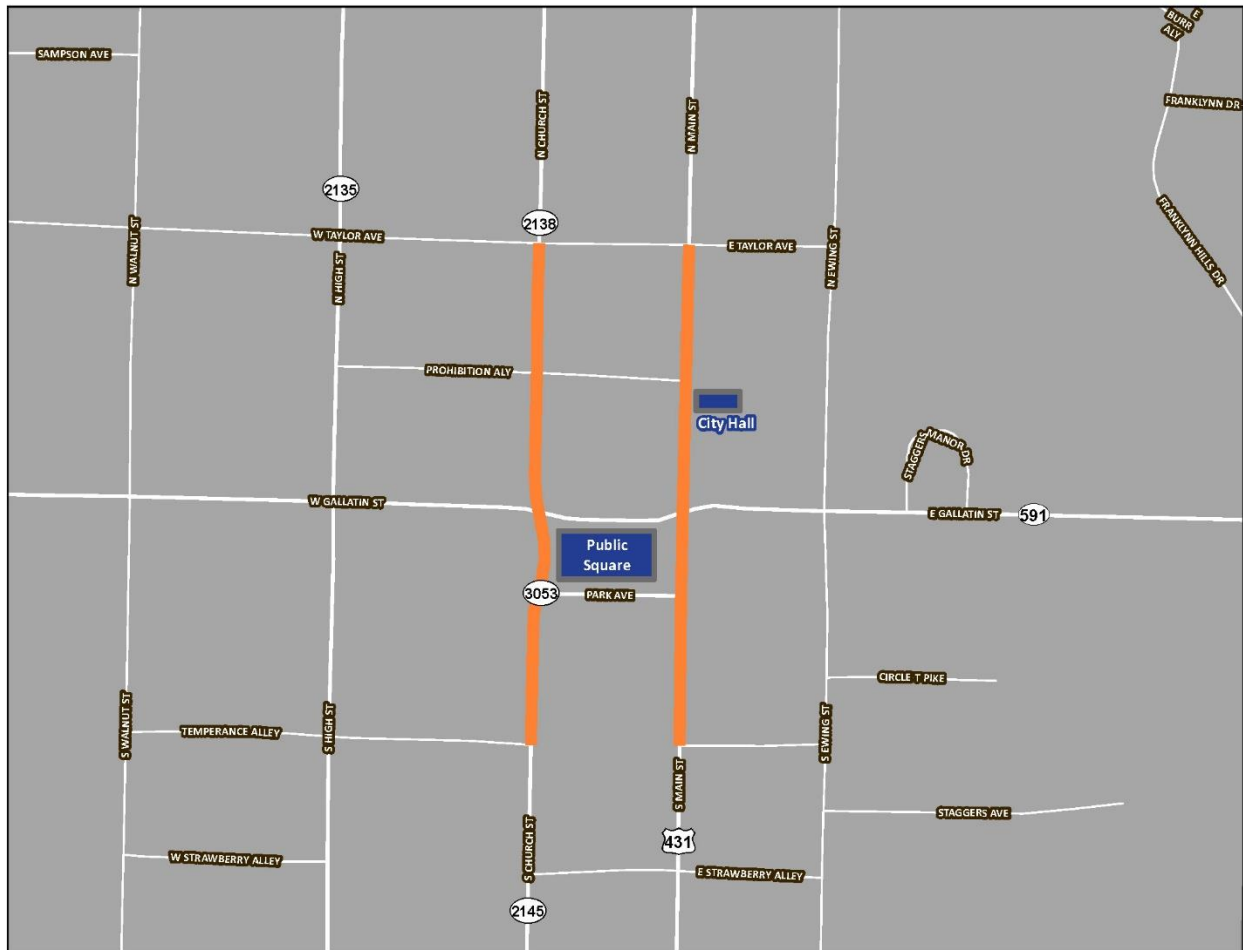 E
BURR
ALY
SAMPSON AVE
FRANKLYNN DR
N CHURCH ST
N MAIN ST
2135
2138
FRANKLYNN HILLS DR
W TAYLOR AVE
E TAYLOR AVE
N WALNUT ST
N HIGH ST
N EWING ST
PROHIBITION ALY
City Hall
STAGGERS
MANOR DR
W GALLATIN ST
E GALLATIN ST
591
Public
Square
3053
PARK AVE
CIRCLE T PIKE
S WALNUT ST
TEMPERANCE ALLEY
S HIGH ST
S EWING ST
S MAIN ST
STAGGERS AVE
431
S CHURCH ST
W STRAWBERRY ALLEY
E STRAWBERRY ALLEY
2145